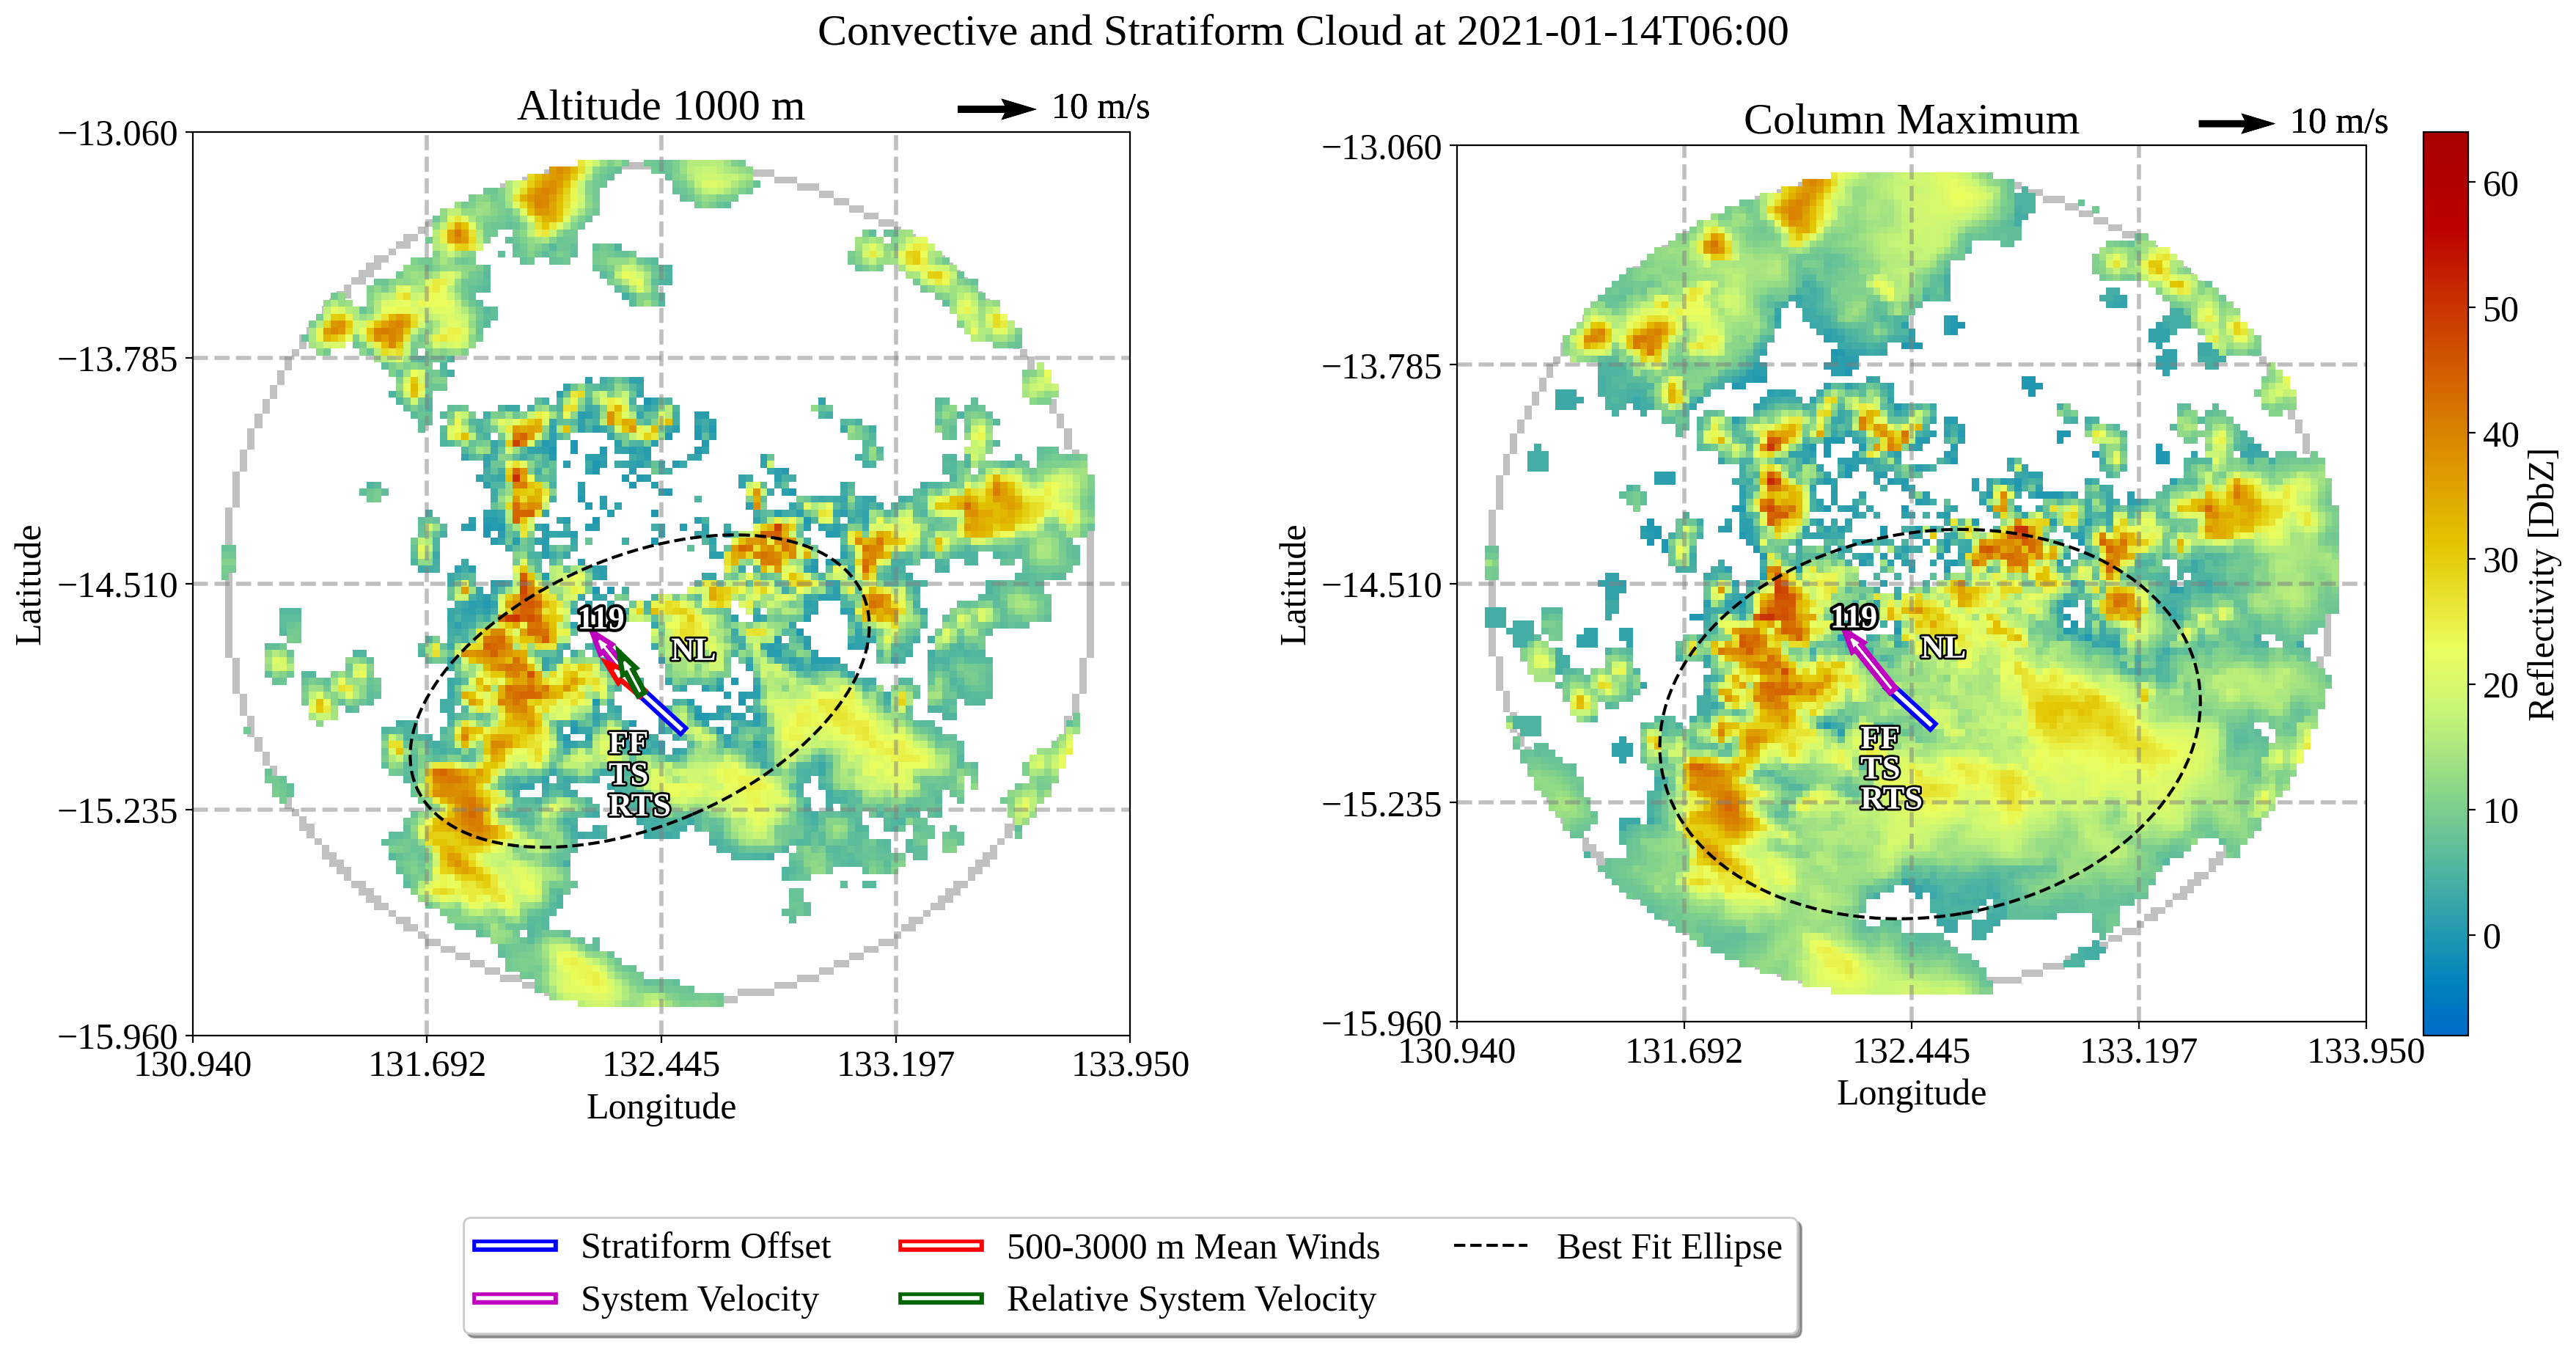 Convective and Stratiform Cloud at 2021-01-14T06:00
Altitude 1000 m
10 m/s
−13.060
−13.785
−14.510
−15.235
−15.960
Latitude
130.940
131.692
132.445
133.197
133.950
Longitude
119
NL
FF
TS
RTS
Column Maximum
10 m/s
−13.060
−13.785
−14.510
−15.235
−15.960
Latitude
130.940
131.692
132.445
133.197
133.950
Longitude
119
NL
FF
TS
RTS
60
50
40
30
20
10
0
Reflectivity [DbZ]
Stratiform Offset
System Velocity
500-3000 m Mean Winds
Relative System Velocity
Best Fit Ellipse